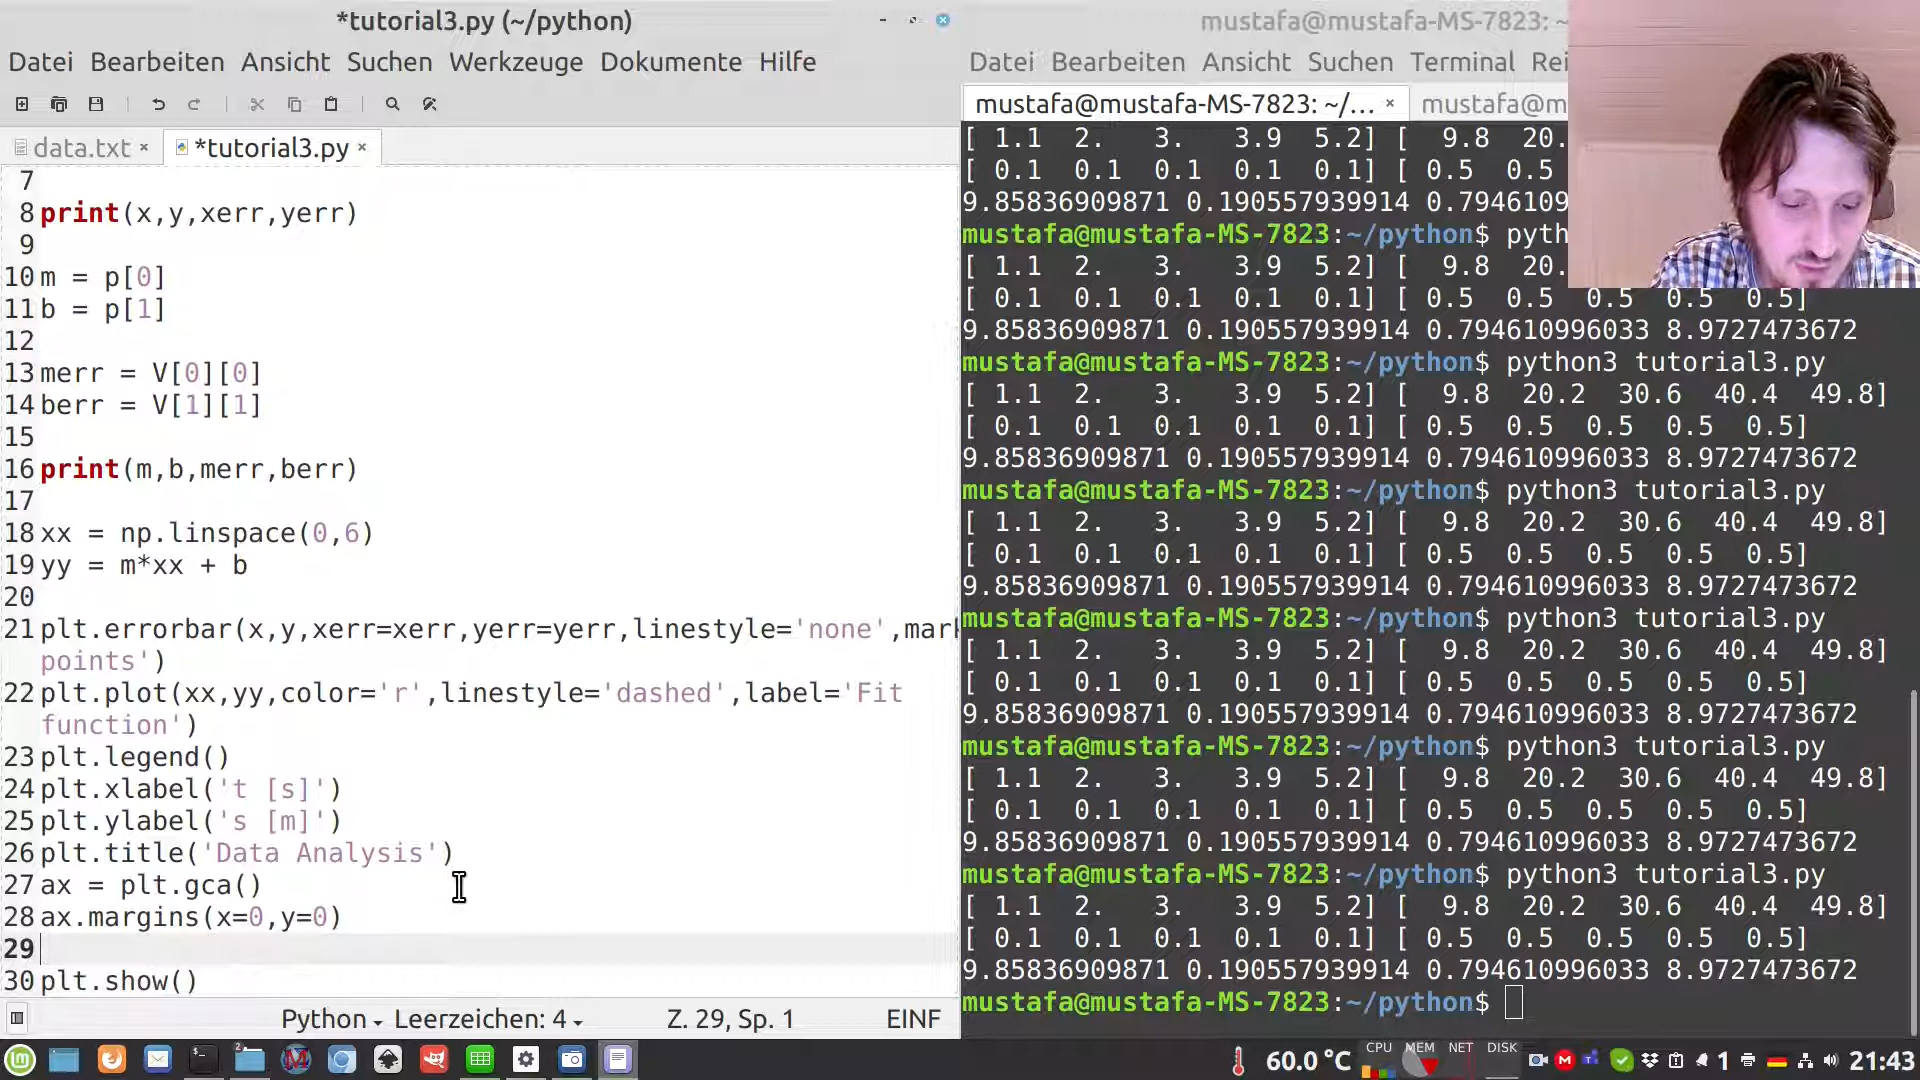 *tutorial3.py (~/python)
Datei Bearbeiten Ansicht Suchen Werkzeuge Dokumente Hilfe
data.txt × *tutorial3.py ×
7
8 print(x,y,xerr,yerr)
9
10 m = p[0]
11 b = p[1]
12
13 merr = V[0][0]
14 berr = V[1][1]
15
16 print(m,b,merr,berr)
17
18 xx = np.linspace(0,6)
19 yy = m*xx + b
20
21 plt.errorbar(x,y,xerr=xerr,yerr=yerr,linestyle='none',mark
points')
22 plt.plot(xx,yy,color='r',linestyle='dashed',label='Fit
function')
23 plt.legend()
24 plt.xlabel('t [s]')
25 plt.ylabel('s [m]')
26 plt.title('Data Analysis')
27 ax = plt.gca()
28 ax.margins(x=0,y=0)
29
30 plt.show()
Python Leerzeichen: 4 Z. 29, Sp. 1 EINF
mustafa@mustafa-MS-7823: ~
Datei Bearbeiten Ansicht Suchen Terminal Rei
mustafa@mustafa-MS-7823: ~/... × mustafa@m
[ 1.1 2. 3. 3.9 5.2] [ 9.8 20.
[ 0.1 0.1 0.1 0.1 0.1] [ 0.5 0.5
9.85836909871 0.190557939914 0.794610996033
mustafa@mustafa-MS-7823:~/python$ pyth
[ 1.1 2. 3. 3.9 5.2] [ 9.8 20.
[ 0.1 0.1 0.1 0.1 0.1] [ 0.5 0.5 0.5 0.5 0.5]
9.85836909871 0.190557939914 0.794610996033 8.9727473672
mustafa@mustafa-MS-7823:~/python$ python3 tutorial3.py
[ 1.1 2. 3. 3.9 5.2] [ 9.8 20.2 30.6 40.4 49.8]
[ 0.1 0.1 0.1 0.1 0.1] [ 0.5 0.5 0.5 0.5 0.5]
9.85836909871 0.190557939914 0.794610996033 8.9727473672
mustafa@mustafa-MS-7823:~/python$ python3 tutorial3.py
[ 1.1 2. 3. 3.9 5.2] [ 9.8 20.2 30.6 40.4 49.8]
[ 0.1 0.1 0.1 0.1 0.1] [ 0.5 0.5 0.5 0.5 0.5]
9.85836909871 0.190557939914 0.794610996033 8.9727473672
mustafa@mustafa-MS-7823:~/python$ python3 tutorial3.py
[ 1.1 2. 3. 3.9 5.2] [ 9.8 20.2 30.6 40.4 49.8]
[ 0.1 0.1 0.1 0.1 0.1] [ 0.5 0.5 0.5 0.5 0.5]
9.85836909871 0.190557939914 0.794610996033 8.9727473672
mustafa@mustafa-MS-7823:~/python$ python3 tutorial3.py
[ 1.1 2. 3. 3.9 5.2] [ 9.8 20.2 30.6 40.4 49.8]
[ 0.1 0.1 0.1 0.1 0.1] [ 0.5 0.5 0.5 0.5 0.5]
9.85836909871 0.190557939914 0.794610996033 8.9727473672
mustafa@mustafa-MS-7823:~/python$ python3 tutorial3.py
[ 1.1 2. 3. 3.9 5.2] [ 9.8 20.2 30.6 40.4 49.8]
[ 0.1 0.1 0.1 0.1 0.1] [ 0.5 0.5 0.5 0.5 0.5]
9.85836909871 0.190557939914 0.794610996033 8.9727473672
mustafa@mustafa-MS-7823:~/python$
2 60.0 °C CPU MEM NET DISK 1 21:43